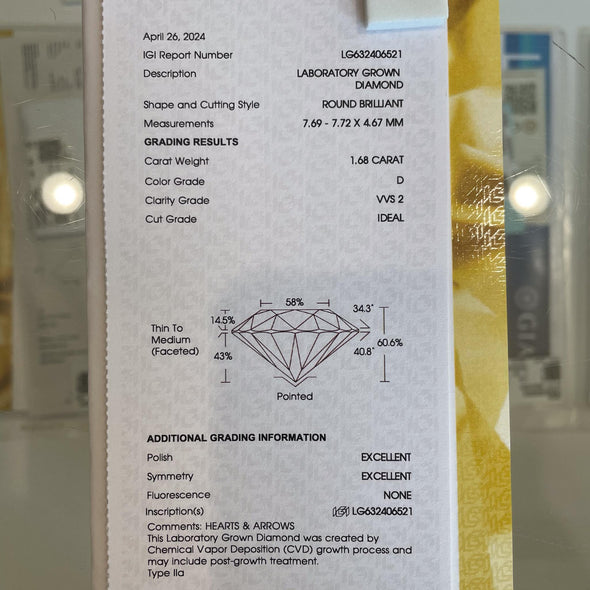 April 26, 2024
IGI Report Number LG632406521
Description LABORATORY GROWN
DIAMOND
Shape and Cutting Style ROUND BRILLIANT
Measurements 7.69 - 7.72 X 4.67 MM
GRADING RESULTS
Carat Weight 1.68 CARAT
Color Grade D
Clarity Grade VVS 2
Cut Grade IDEAL
58%
34.3°
14.5%
Thin To
Medium
(Faceted)
43%
60.6%
40.8°
Pointed
ADDITIONAL GRADING INFORMATION
Polish EXCELLENT
Symmetry EXCELLENT
Fluorescence NONE
Inscription(s) IGI LG632406521
Comments: HEARTS & ARROWS
This Laboratory Grown Diamond was created by
Chemical Vapor Deposition (CVD) growth process and
may include post-growth treatment.
Type IIa
GIA